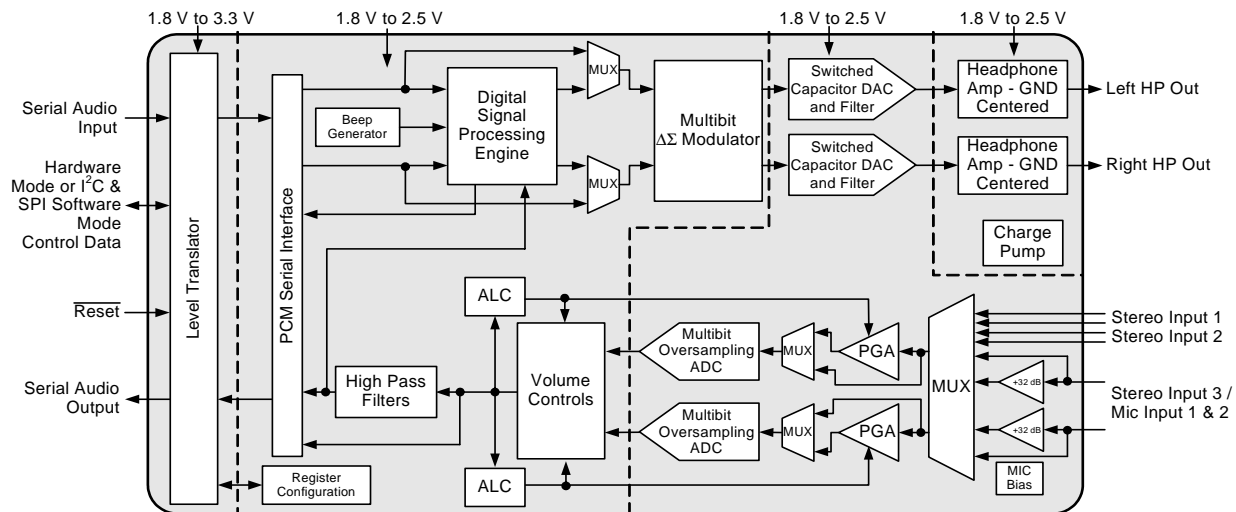 1.8 V to 3.3 V
1.8 V to 2.5 V
1.8 V to 2.5 V
1.8 V to 2.5 V
Serial Audio
Input
Hardware
Mode or I²C &
SPI Software
Mode
Control Data
Reset
Serial Audio
Output
Level Translator
PCM Serial Interface
Beep
Generator
Digital
Signal
Processing
Engine
MUX
MUX
Multibit
ΔΣ Modulator
Switched
Capacitor DAC
and Filter
Switched
Capacitor DAC
and Filter
Headphone
Amp - GND
Centered
Headphone
Amp - GND
Centered
Left HP Out
Right HP Out
Charge
Pump
ALC
ALC
High Pass
Filters
Volume
Controls
Register
Configuration
Multibit
Oversampling
ADC
Multibit
Oversampling
ADC
MUX
MUX
PGA
PGA
MUX
+32 dB
+32 dB
MIC
Bias
Stereo Input 1
Stereo Input 2
Stereo Input 3 /
Mic Input 1 & 2